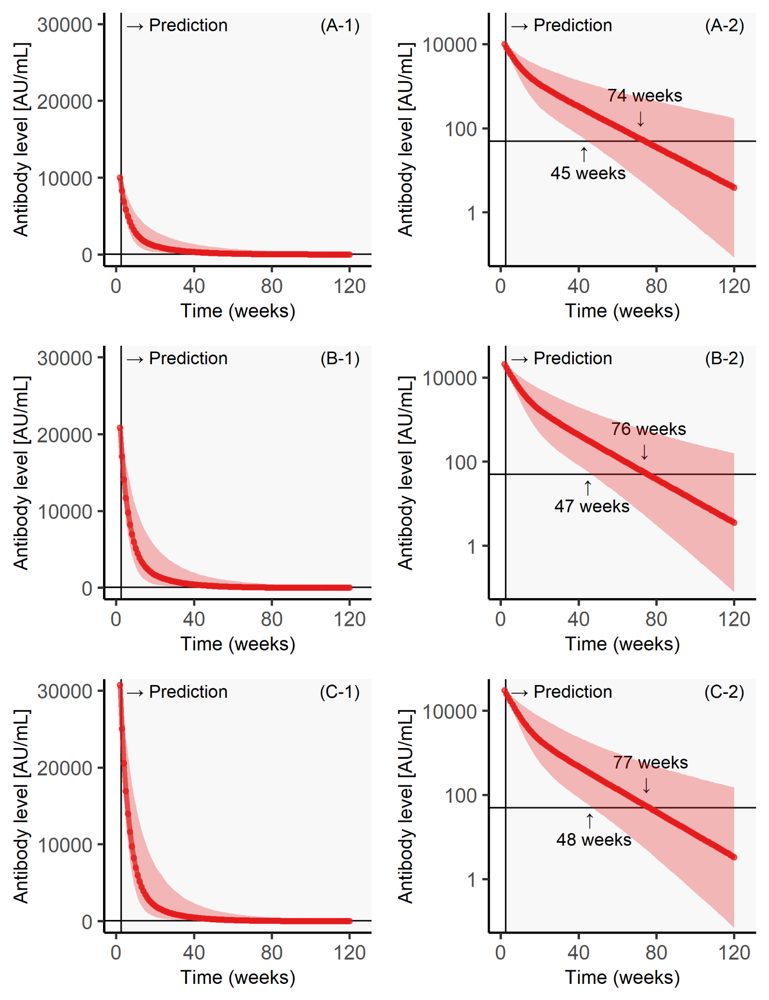 30000
20000
10000
0
Antibody level [AU/mL]
→ Prediction
(A-1)
0 40 80 120
Time (weeks)
10000
100
1
Antibody level [AU/mL]
→ Prediction
(A-2)
74 weeks
↓
↑
45 weeks
0 40 80 120
Time (weeks)
30000
20000
10000
0
Antibody level [AU/mL]
→ Prediction
(B-1)
0 40 80 120
Time (weeks)
10000
100
1
Antibody level [AU/mL]
→ Prediction
(B-2)
76 weeks
↓
↑
47 weeks
0 40 80 120
Time (weeks)
30000
20000
10000
0
Antibody level [AU/mL]
→ Prediction
(C-1)
0 40 80 120
Time (weeks)
10000
100
1
Antibody level [AU/mL]
→ Prediction
(C-2)
77 weeks
↓
↑
48 weeks
0 40 80 120
Time (weeks)